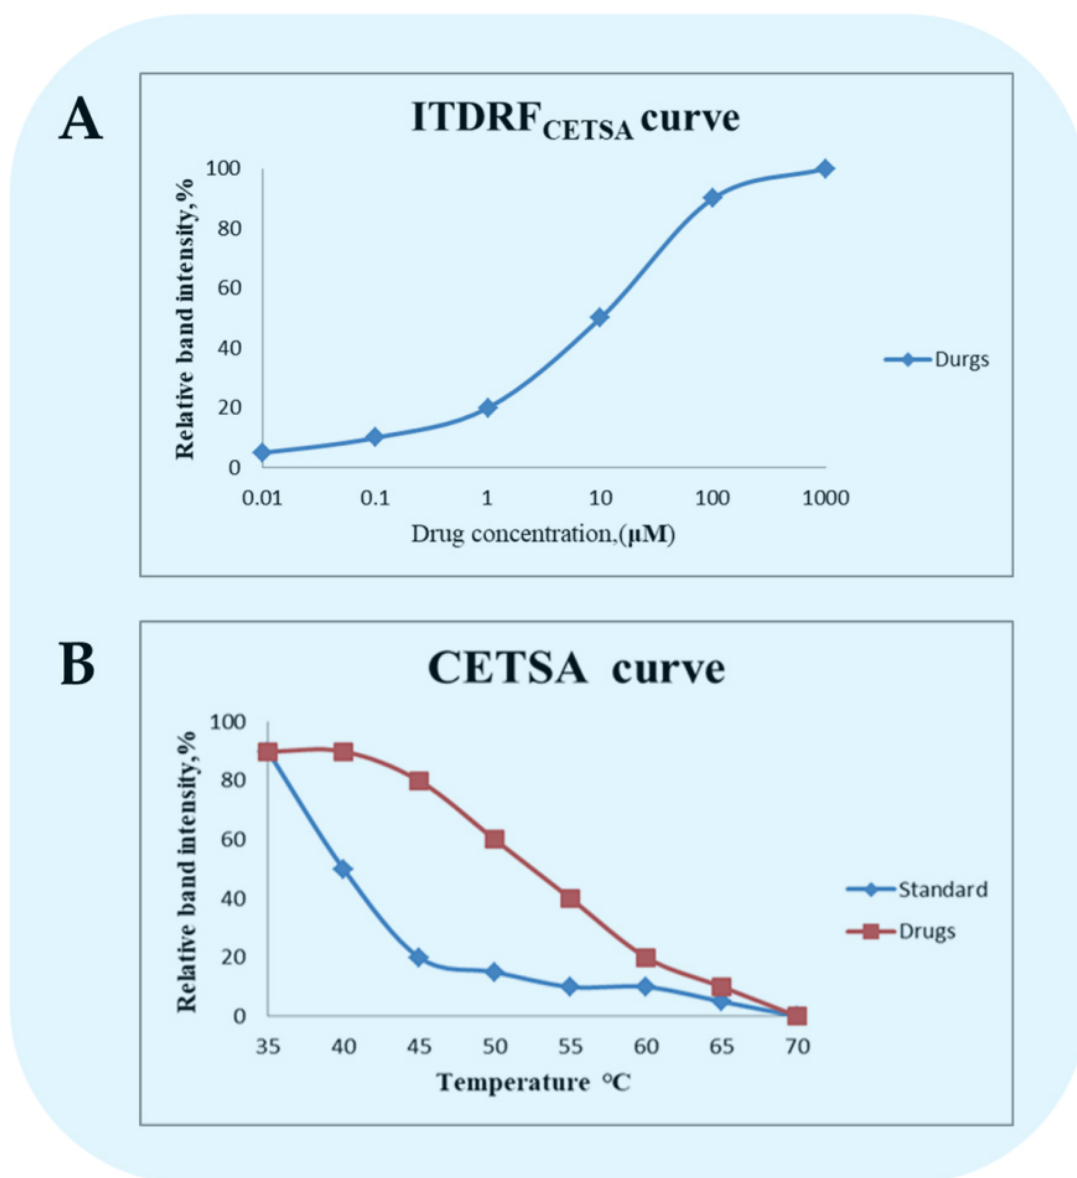 A
ITDRFCETSA curve
Relative band intensity,%
100
80
60
40
20
0
0.01 0.1 1 10 100 1000
Drug concentration,(μM)
Durgs
B
CETSA curve
Relative band intensity,%
100
80
60
40
20
0
35 40 45 50 55 60 65 70
Temperature °C
Standard
Drugs